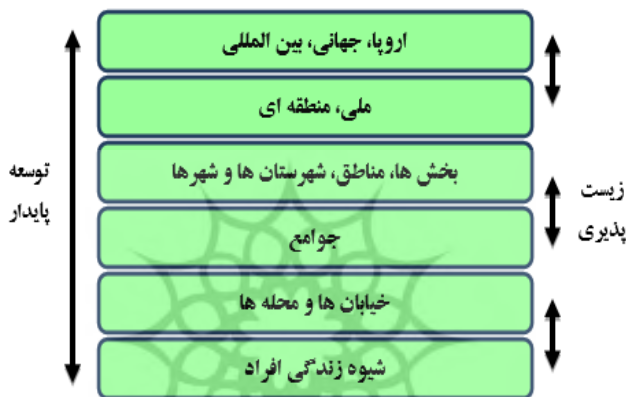 اروپا، جهانی، بین المللی
ملی، منطقه ای
بخش ها، مناطق، شهرستان ها و شهرها
جوامع
خیابان ها و محله ها
شیوه زندگی افراد
زیست
پذیری
توسعه
پایدار